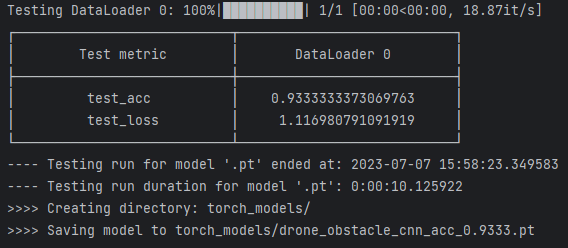 Testing DataLoader 0: 100%|██████████| 1/1 [00:00<00:00, 18.87it/s]
Test metric DataLoader 0
test_acc 0.9333333373069763
test_loss 1.116980791091919
---- Testing run for model '.pt' ended at: 2023-07-07 15:58:23.349583
---- Testing run duration for model '.pt': 0:00:10.125922
>>>> Creating directory: torch_models/
>>>> Saving model to torch_models/drone_obstacle_cnn_acc_0.9333.pt